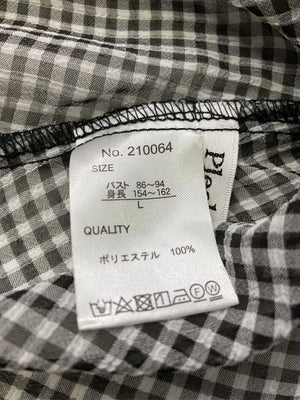 No. 210064
SIZE
バスト 86～94
身長 154～162
L
QUALITY
ポリエステル 100%